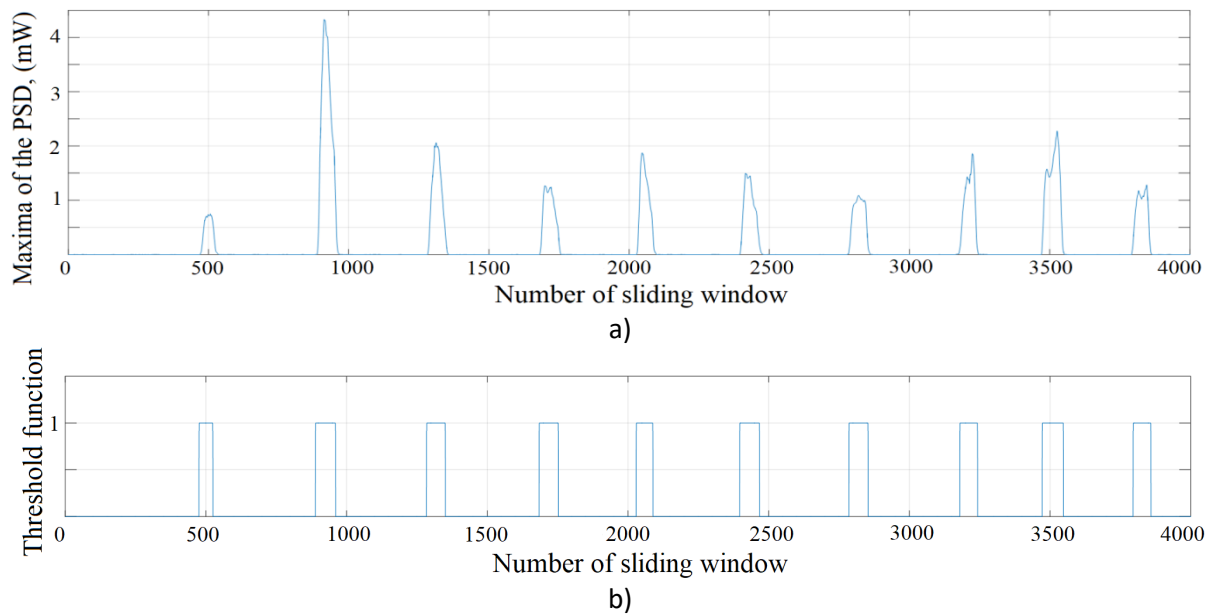 Maxima of the PSD, (mW)
4
3
2
1
0 500 1000 1500 2000 2500 3000 3500 4000
Number of sliding window
a)
Threshold function
1
0 500 1000 1500 2000 2500 3000 3500 4000
Number of sliding window
b)